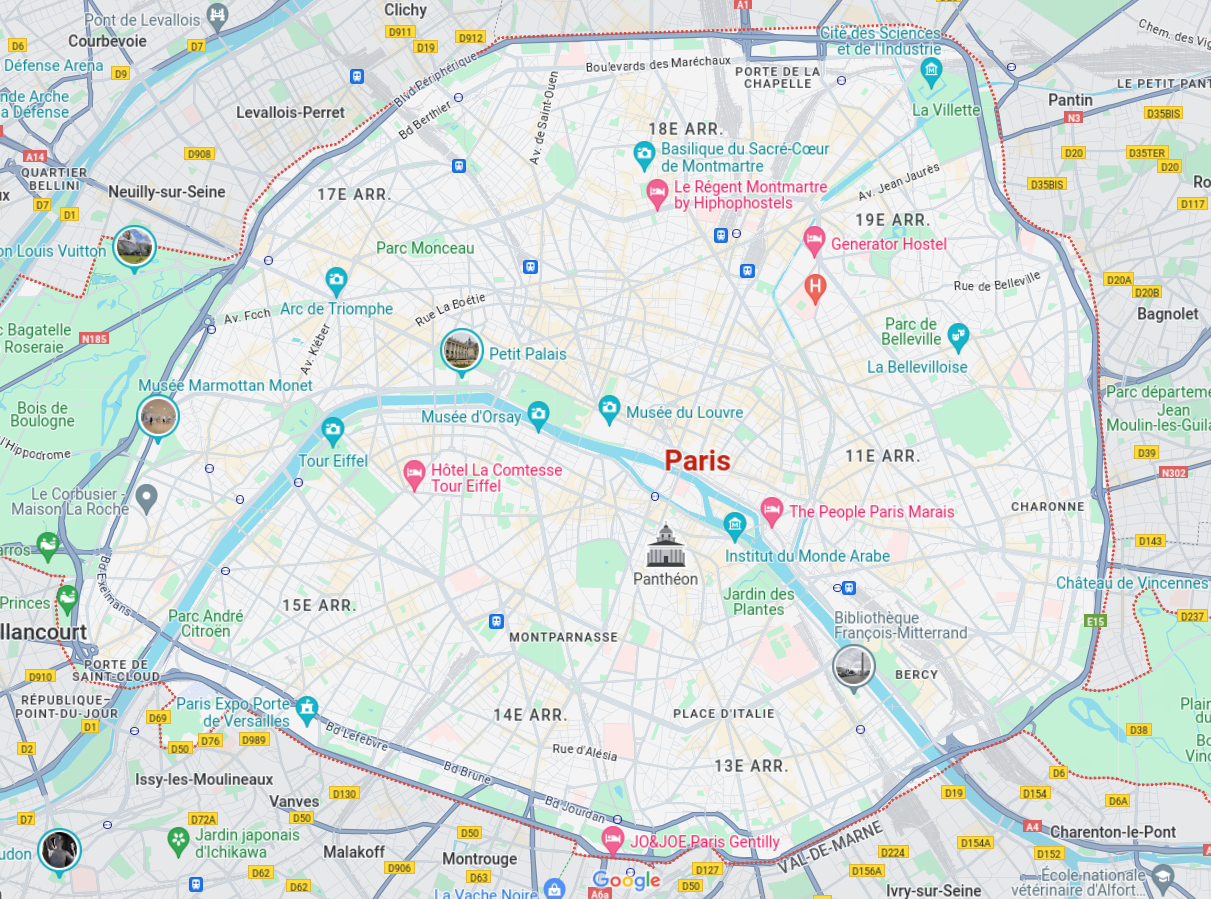 Pont de Levallois
Clichy
A1
D6
Courbevoie
D7
D911
D19
D912
Cité des Sciences
et de l'Industrie
Chem. des Vig
Défense Arena
D9
Blvd Périphérique
Boulevards des Maréchaux
PORTE DE LA
CHAPELLE
LE PETIT PANT
nde Arche
a Défense
Levallois-Perret
Bd Berthier
Av. de Saint-Ouen
La Villette
Pantin
N3
D35BIS
A14
D908
18E ARR.
Basilique du Sacré-Cœur
de Montmartre
D20
D35TER
D20
QUARTIER
BELLINI
Neuilly-sur-Seine
17E ARR.
Le Régent Montmartre
by Hiphophostels
Av. Jean Jaurès
D35BIS
Ro
D7
D1
D117
19E ARR.
on Louis Vuitton
Parc Monceau
Generator Hostel
H
Rue de Belleville
D20A
D20B
Arc de Triomphe
Rue La Boétie
Av. Foch
Bagnolet
c Bagatelle
Roseraie
N185
Av. Kléber
Parc de
Belleville
La Bellevilloise
Petit Palais
Musée Marmottan Monet
Parc départeme
Jean
Moulin-les-Guila
Bois de
Boulogne
Musée d'Orsay
Musée du Louvre
l'Hippodrome
Tour Eiffel
Paris
11E ARR.
D39
N302
Hôtel La Comtesse
Tour Eiffel
Le Corbusier -
Maison La Roche
The People Paris Marais
CHARONNE
arros
Institut du Monde Arabe
D143
Panthéon
Château de Vincennes
Bd Exelmans
Princes
15E ARR.
Jardin des
Plantes
Parc André
Citroën
Bibliothèque
François-Mitterrand
E15
D237
llancourt
MONTPARNASSE
D910
PORTE DE
SAINT-CLOUD
BERCY
RÉPUBLIQUE–
POINT-DU-JOUR
Paris Expo Porte
de Versailles
14E ARR.
PLACE D'ITALIE
Plain
du
D69
D1
D76
D989
D50
D2
Bd Lefebvre
Rue d'Alésia
D38
Bo
Vinc
Issy-les-Moulineaux
Bd Brune
13E ARR.
D6
Vanves
D130
Bd Jourdan
D19
D154
D6A
D7
D72A
D50
D50
A4
Charenton-le-Pont
Jardin japonais
d'Ichikawa
JO&JOE Paris Gentilly
VAL-DE-MARNE
D154A
udon
Malakoff
Montrouge
D224
D152
D62
D906
D63
D127
D156A
D62
La Vache Noire
Google
A6a
D50
Ivry-sur-Seine
École nationale
vétérinaire d'Alfort...